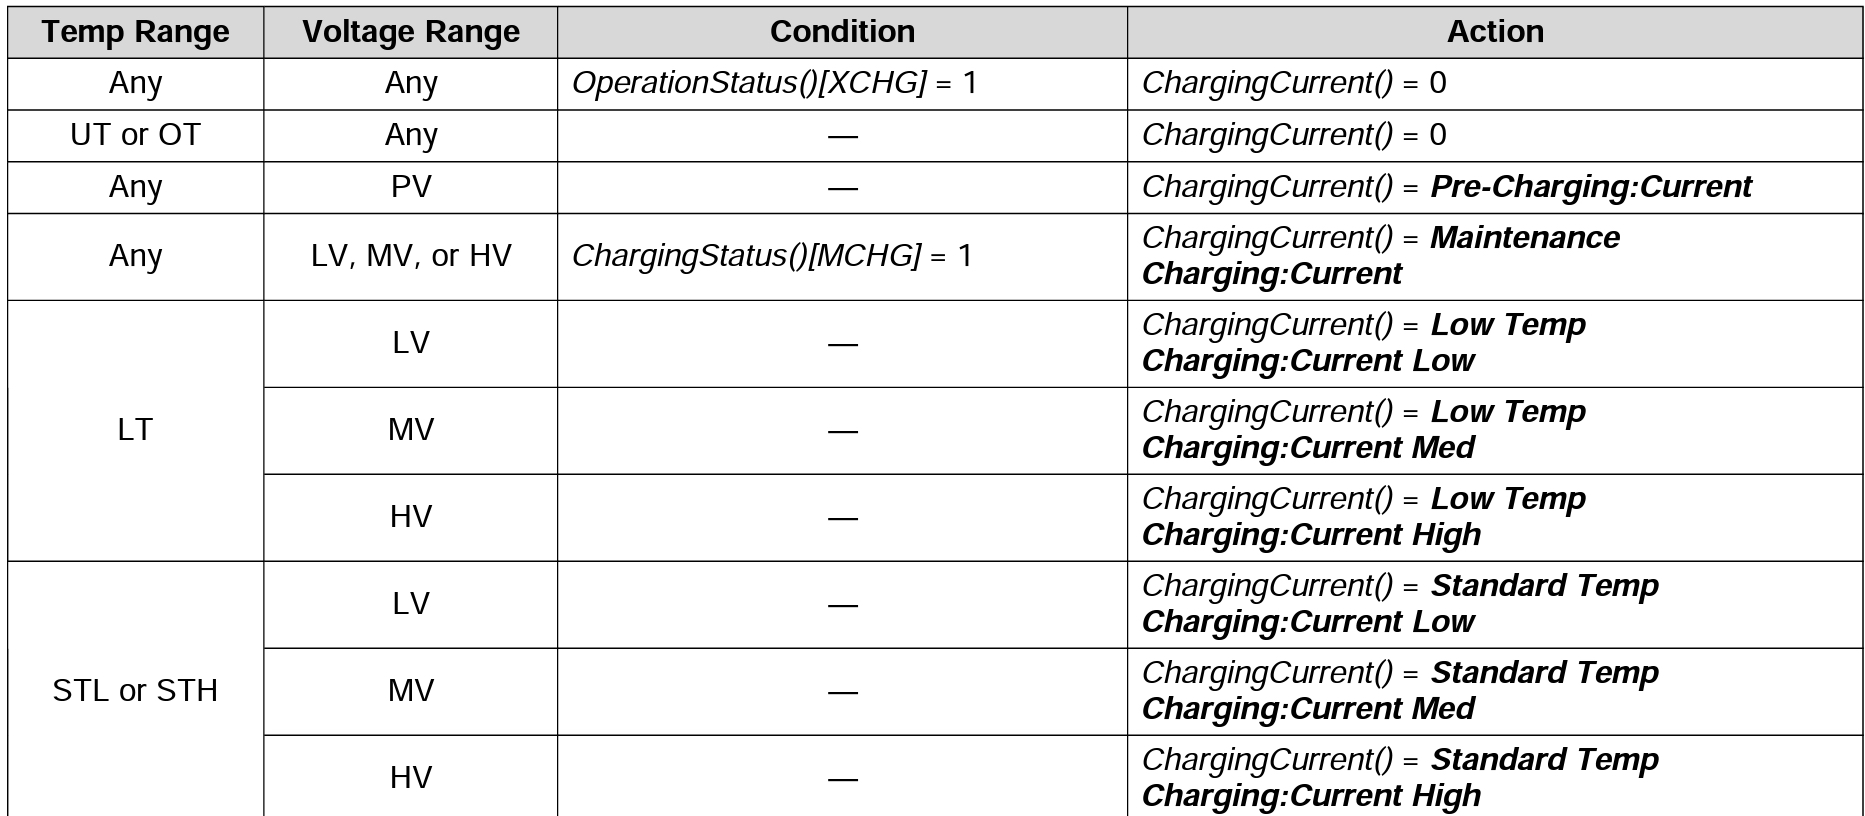 Temp Range Voltage Range Condition Action
Any Any OperationStatus()[XCHG] = 1 ChargingCurrent() = 0
UT or OT Any — ChargingCurrent() = 0
Any PV — ChargingCurrent() = Pre-Charging:Current
Any LV, MV, or HV ChargingStatus()[MCHG] = 1 ChargingCurrent() = Maintenance
Charging:Current
LT LV — ChargingCurrent() = Low Temp
Charging:Current Low
MV — ChargingCurrent() = Low Temp
Charging:Current Med
HV — ChargingCurrent() = Low Temp
Charging:Current High
STL or STH LV — ChargingCurrent() = Standard Temp
Charging:Current Low
MV — ChargingCurrent() = Standard Temp
Charging:Current Med
HV — ChargingCurrent() = Standard Temp
Charging:Current High